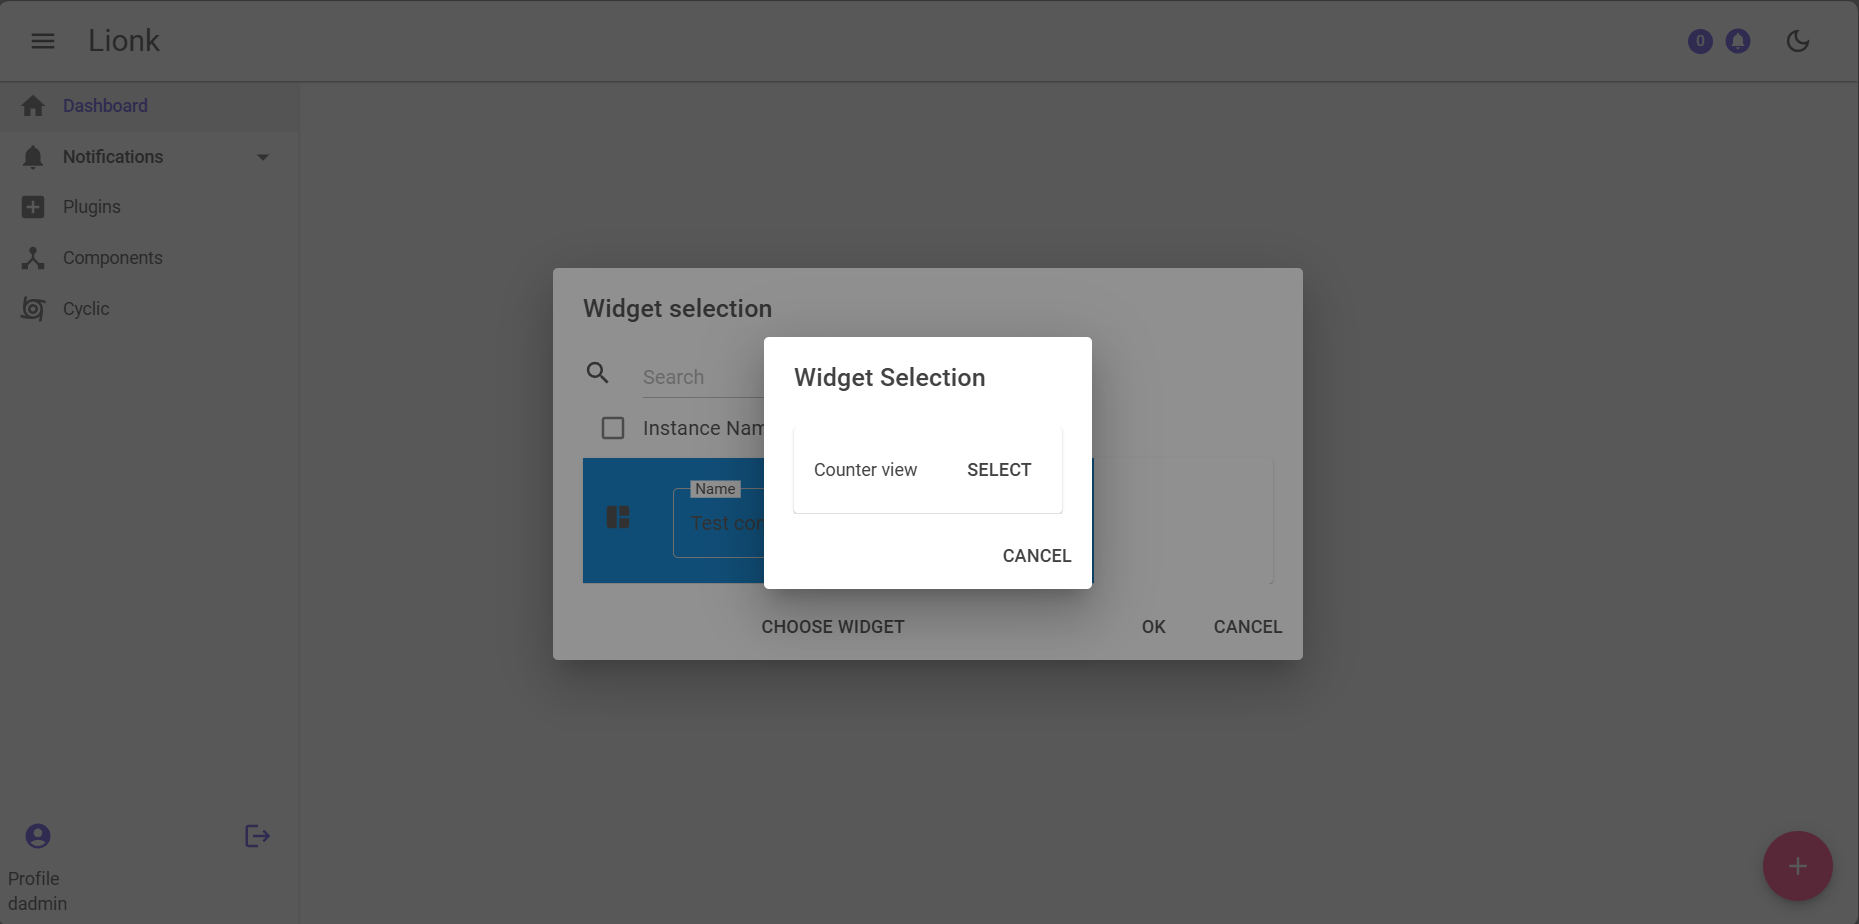 Lionk
0
Dashboard
Notifications
Plugins
Components
Cyclic
Widget selection
Search
Instance Nam
Name
Test con
Widget Selection
Counter view SELECT
CANCEL
CHOOSE WIDGET OK CANCEL
Profile
dadmin